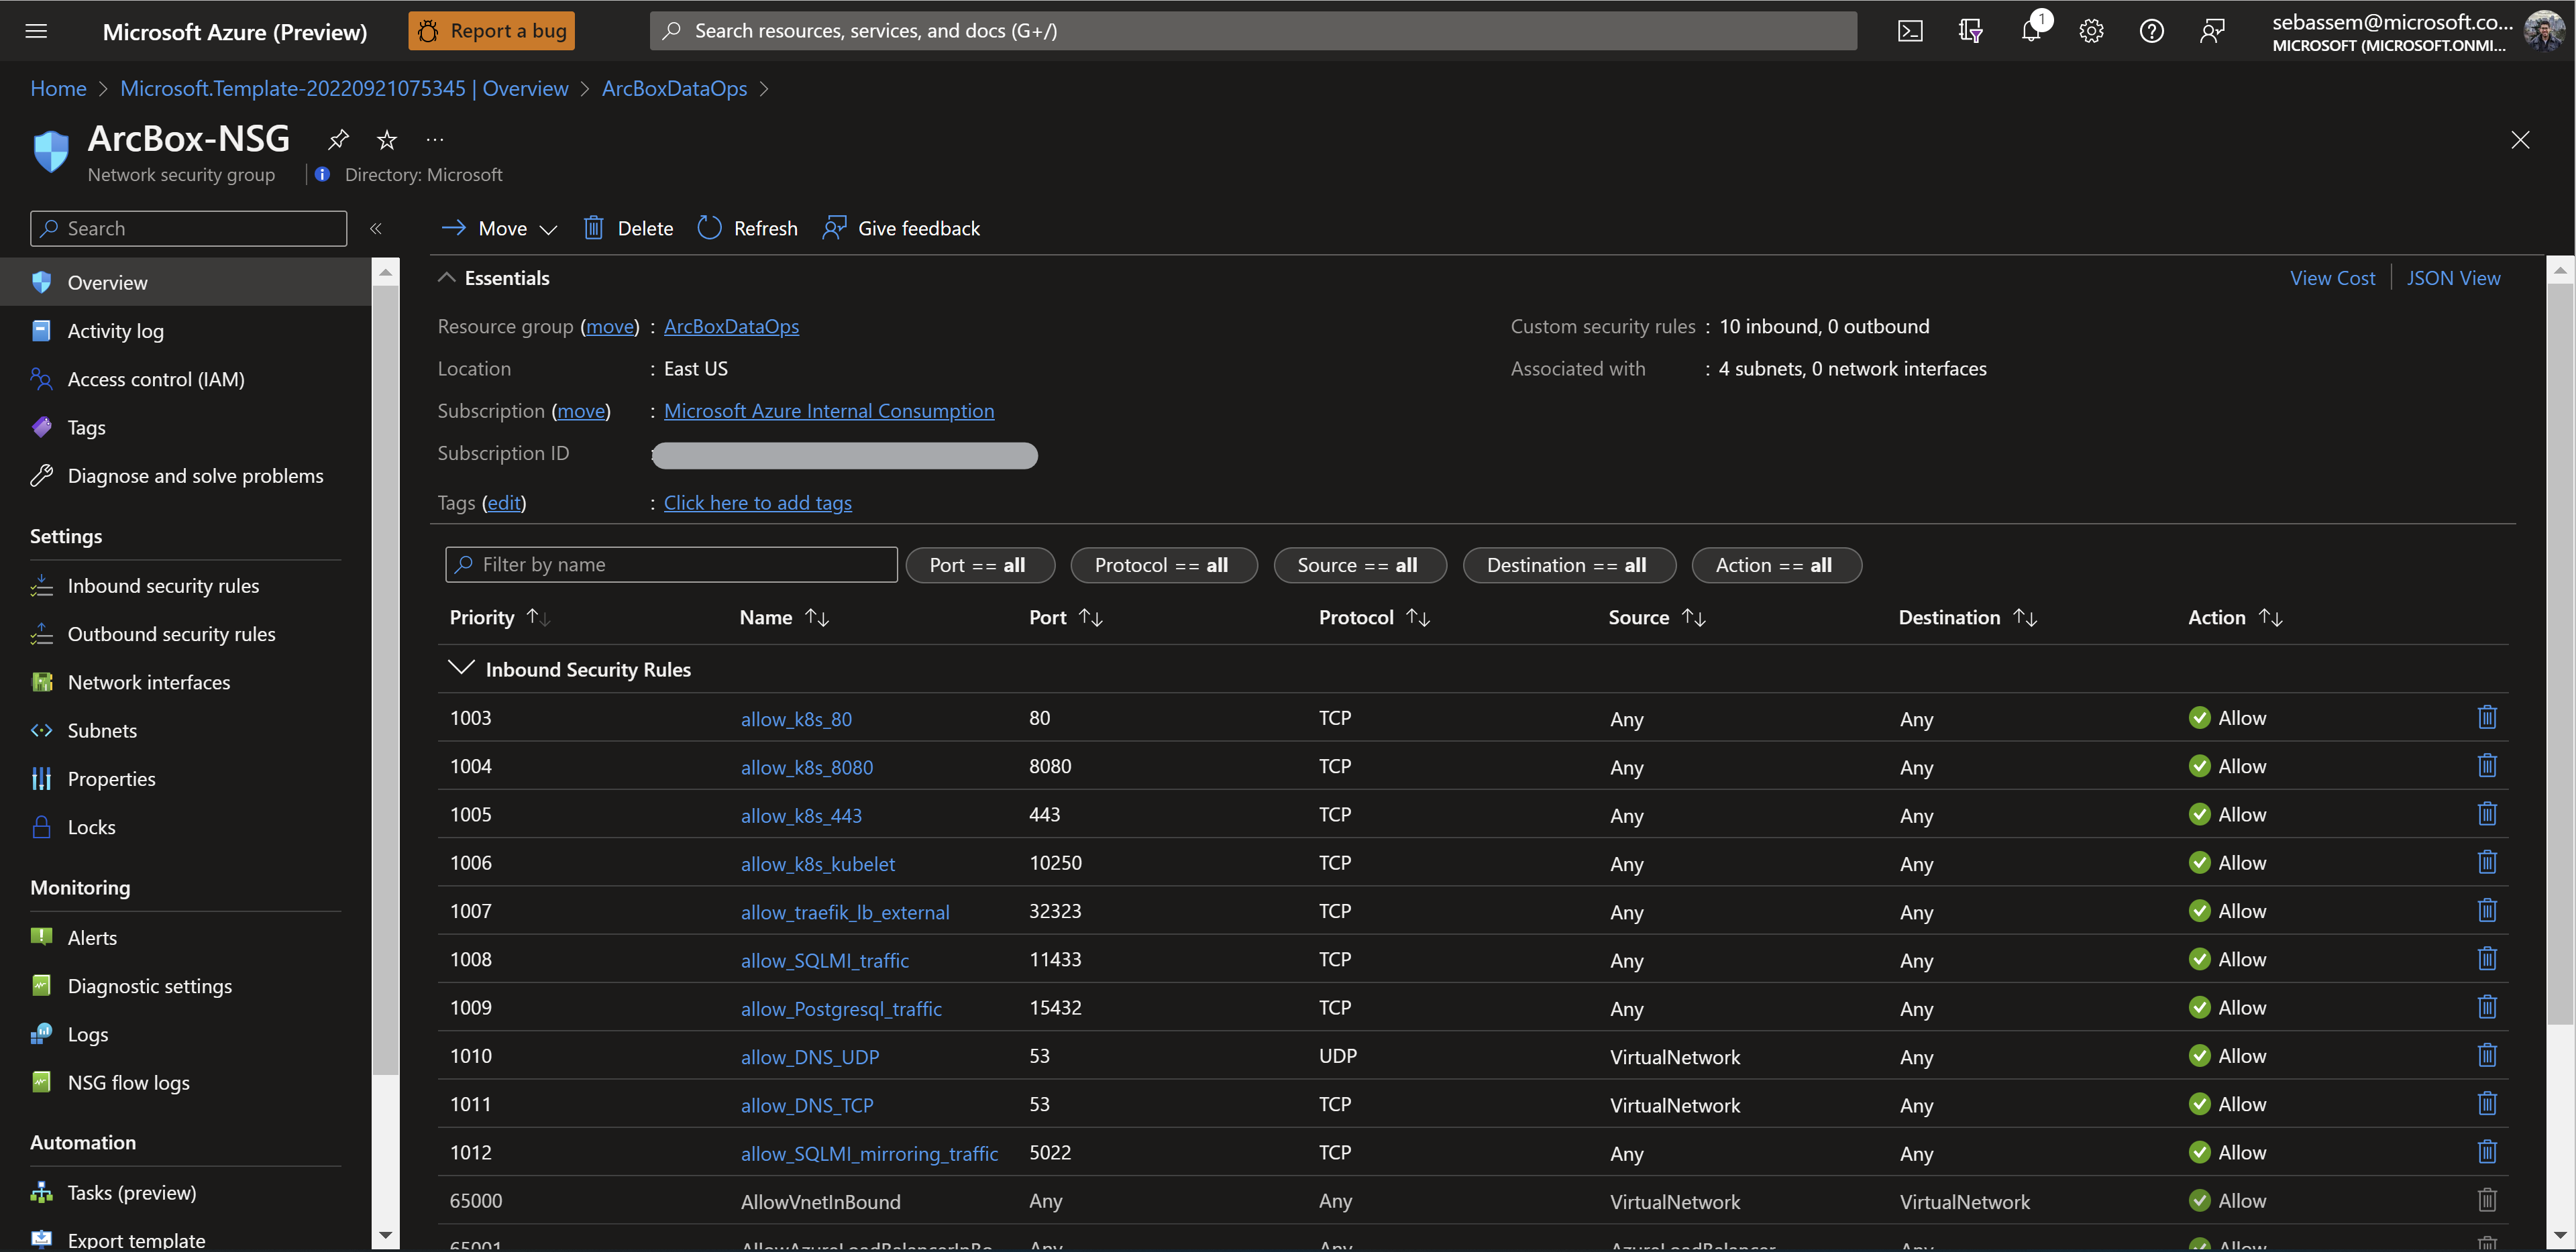 Microsoft Azure (Preview)
Report a bug
Search resources, services, and docs (G+/)
1
sebassem@microsoft.co...
MICROSOFT (MICROSOFT.ONMI...
Home > Microsoft.Template-20220921075345 | Overview > ArcBoxDataOps >
ArcBox-NSG
Network security group
Directory: Microsoft
Search
Overview
Activity log
Access control (IAM)
Tags
Diagnose and solve problems
Settings
Inbound security rules
Outbound security rules
Network interfaces
Subnets
Properties
Locks
Monitoring
Alerts
Diagnostic settings
Logs
NSG flow logs
Automation
Tasks (preview)
Export template
Move
Delete
Refresh
Give feedback
Essentials
View Cost
JSON View
Resource group (move) : ArcBoxDataOps
Location : East US
Subscription (move) : Microsoft Azure Internal Consumption
Subscription ID :
Tags (edit) : Click here to add tags
Custom security rules : 10 inbound, 0 outbound
Associated with : 4 subnets, 0 network interfaces
Filter by name
Port == all
Protocol == all
Source == all
Destination == all
Action == all
Priority Name Port Protocol Source Destination Action
Inbound Security Rules
1003 allow_k8s_80 80 TCP Any Any Allow
1004 allow_k8s_8080 8080 TCP Any Any Allow
1005 allow_k8s_443 443 TCP Any Any Allow
1006 allow_k8s_kubelet 10250 TCP Any Any Allow
1007 allow_traefik_lb_external 32323 TCP Any Any Allow
1008 allow_SQLMI_traffic 11433 TCP Any Any Allow
1009 allow_Postgresql_traffic 15432 TCP Any Any Allow
1010 allow_DNS_UDP 53 UDP VirtualNetwork Any Allow
1011 allow_DNS_TCP 53 TCP VirtualNetwork Any Allow
1012 allow_SQLMI_mirroring_traffic 5022 TCP Any Any Allow
65000 AllowVnetInBound Any Any VirtualNetwork VirtualNetwork Allow
65001 AllowAzureLoadBalancerInBo... Any Any AzureLoadBalancer Any Allow